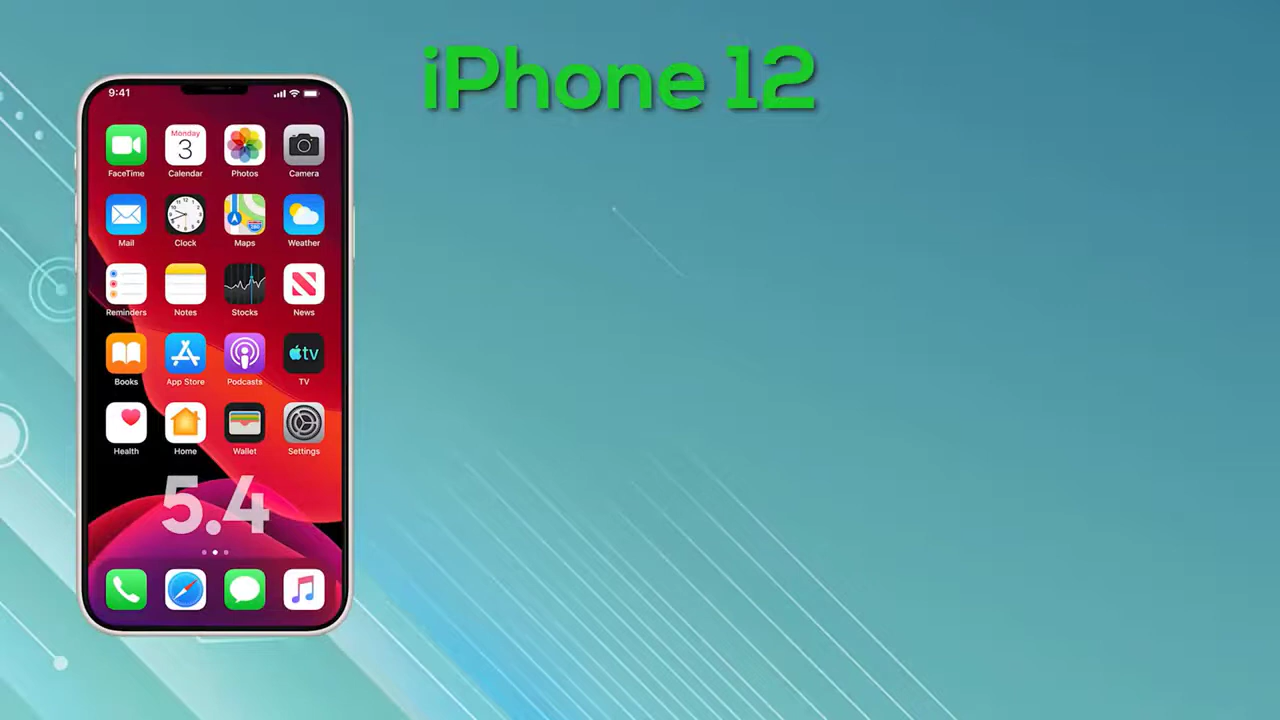 iPhone 12
9:41
FaceTime Monday 3 Calendar Photos Camera
Mail Clock Maps Weather
Reminders Notes Stocks News
Books App Store Podcasts tv TV
Health Home Wallet Settings
5.4